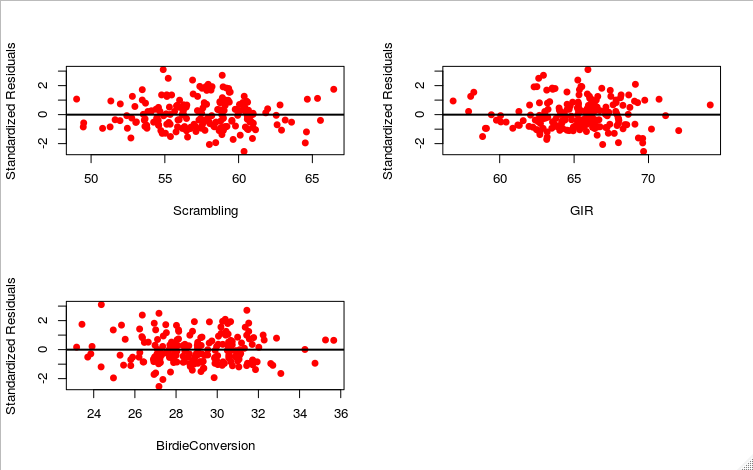 Standardized Residuals
2
0
-2
50 55 60 65
Scrambling
Standardized Residuals
2
0
-2
60 65 70
GIR
Standardized Residuals
2
0
-2
24 26 28 30 32 34 36
BirdieConversion